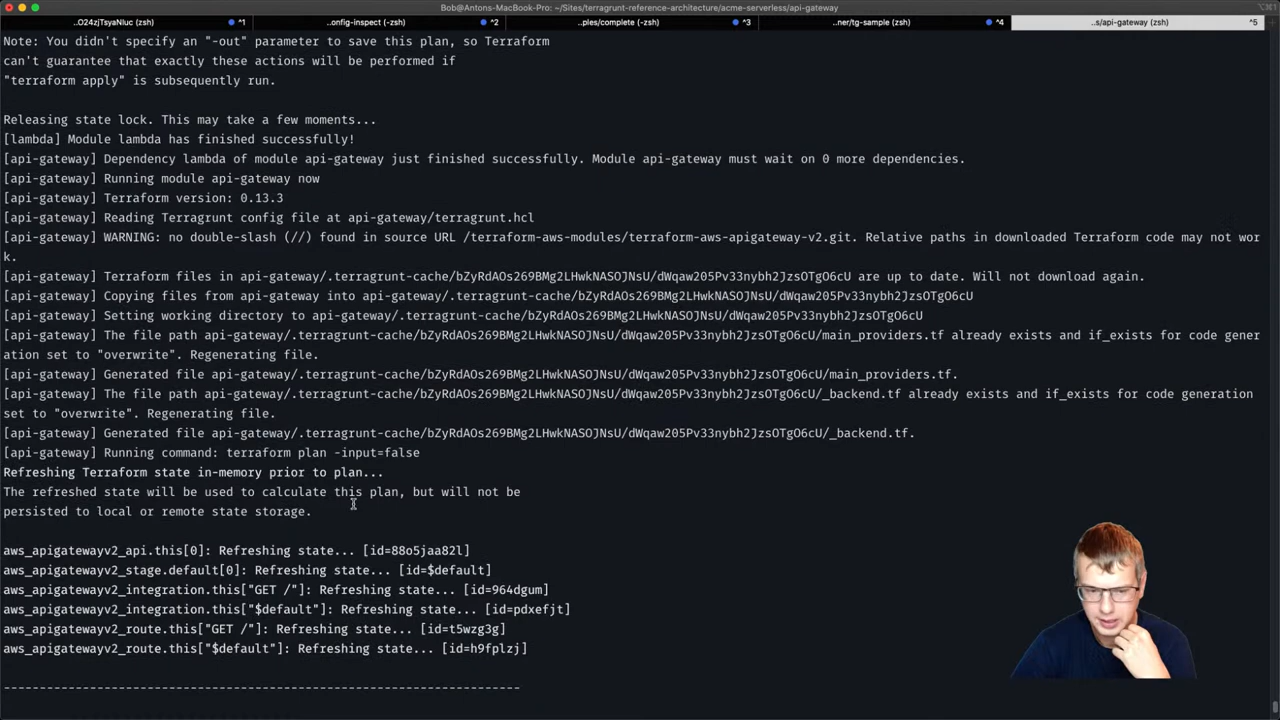 Bob@Antons-MacBook-Pro: ~/Sites/terragrunt-reference-architecture/acme-serverless/api-gateway
⌥⌘1
..O24zjTsyaNIuc (zsh) ^1 ..onfig-inspect (-zsh) ^2 ..ples/complete (-zsh) ^3 ..ner/tg-sample (zsh) ^4 ..s/api-gateway (zsh) ^5
Note: You didn't specify an "-out" parameter to save this plan, so Terraform
can't guarantee that exactly these actions will be performed if
"terraform apply" is subsequently run.
Releasing state lock. This may take a few moments...
[lambda] Module lambda has finished successfully!
[api-gateway] Dependency lambda of module api-gateway just finished successfully. Module api-gateway must wait on 0 more dependencies.
[api-gateway] Running module api-gateway now
[api-gateway] Terraform version: 0.13.3
[api-gateway] Reading Terragrunt config file at api-gateway/terragrunt.hcl
[api-gateway] WARNING: no double-slash (//) found in source URL /terraform-aws-modules/terraform-aws-apigateway-v2.git. Relative paths in downloaded Terraform code may not wor
k.
[api-gateway] Terraform files in api-gateway/.terragrunt-cache/bZyRdAOs269BMg2LHwkNASOJNsU/dWqaw205Pv33nybh2JzsOTgO6cU are up to date. Will not download again.
[api-gateway] Copying files from api-gateway into api-gateway/.terragrunt-cache/bZyRdAOs269BMg2LHwkNASOJNsU/dWqaw205Pv33nybh2JzsOTgO6cU
[api-gateway] Setting working directory to api-gateway/.terragrunt-cache/bZyRdAOs269BMg2LHwkNASOJNsU/dWqaw205Pv33nybh2JzsOTgO6cU
[api-gateway] The file path api-gateway/.terragrunt-cache/bZyRdAOs269BMg2LHwkNASOJNsU/dWqaw205Pv33nybh2JzsOTgO6cU/main_providers.tf already exists and if_exists for code gener
ation set to "overwrite". Regenerating file.
[api-gateway] Generated file api-gateway/.terragrunt-cache/bZyRdAOs269BMg2LHwkNASOJNsU/dWqaw205Pv33nybh2JzsOTgO6cU/main_providers.tf.
[api-gateway] The file path api-gateway/.terragrunt-cache/bZyRdAOs269BMg2LHwkNASOJNsU/dWqaw205Pv33nybh2JzsOTgO6cU/_backend.tf already exists and if_exists for code generation
set to "overwrite". Regenerating file.
[api-gateway] Generated file api-gateway/.terragrunt-cache/bZyRdAOs269BMg2LHwkNASOJNsU/dWqaw205Pv33nybh2JzsOTgO6cU/_backend.tf.
[api-gateway] Running command: terraform plan -input=false
Refreshing Terraform state in-memory prior to plan...
The refreshed state will be used to calculate this plan, but will not be
persisted to local or remote state storage.
aws_apigatewayv2_api.this[0]: Refreshing state... [id=88o5jaa82l]
aws_apigatewayv2_stage.default[0]: Refreshing state... [id=$default]
aws_apigatewayv2_integration.this["GET /"]: Refreshing state... [id=964dgum]
aws_apigatewayv2_integration.this["$default"]: Refreshing state... [id=pdxefjt]
aws_apigatewayv2_route.this["GET /"]: Refreshing state... [id=t5wzg3g]
aws_apigatewayv2_route.this["$default"]: Refreshing state... [id=h9fplzj]
------------------------------------------------------------------------